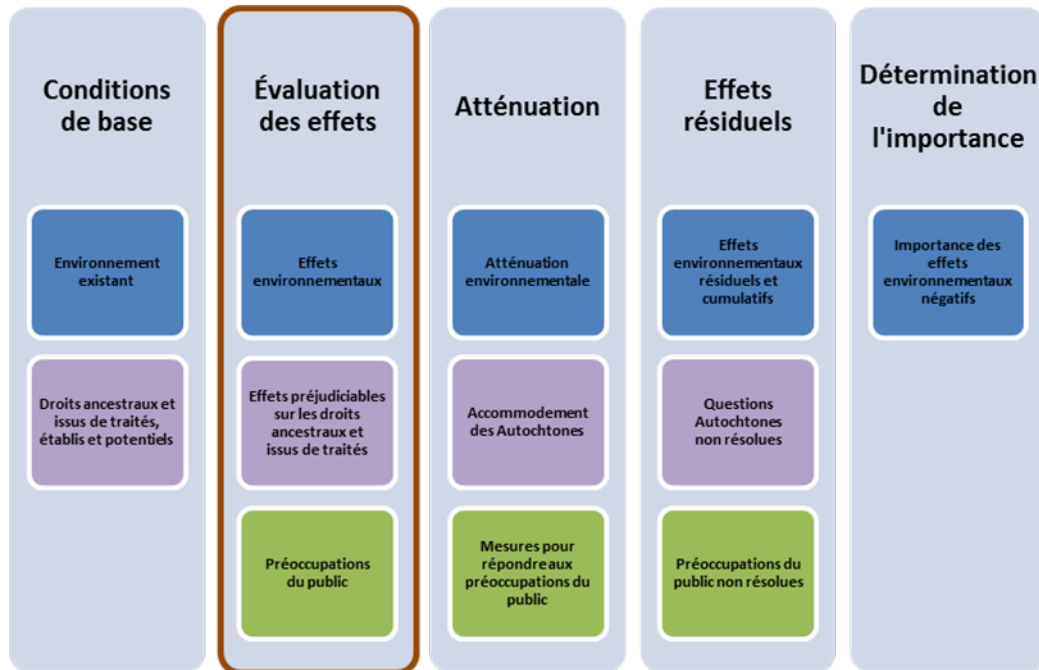 Conditions
de base
Environnement
existant
Droits ancestraux et
issus de traités,
établis et potentiels
Évaluation
des effets
Effets
environnementaux
Effets préjudiciables
sur les droits
ancestraux et
issus de traités
Préoccupations
du public
Atténuation
Atténuation
environnementale
Accommodement
des Autochtones
Mesures pour
répondre aux
préoccupations du
public
Effets
résiduels
Effets
environnementaux
résiduels et
cumulatifs
Questions
Autochtones
non résolues
Préoccupations du
public non résolues
Détermination
de
l'importance
Importance des
effets
environnementaux
négatifs